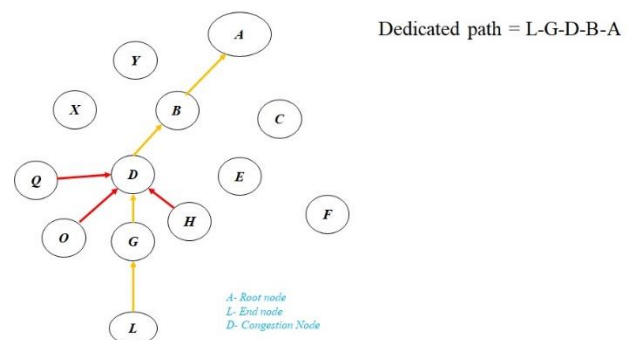 A
Dedicated path = L-G-D-B-A
Y
X
B
C
Q
D
E
O
G
H
F
A- Root node
L- End node
D- Congestion Node
L